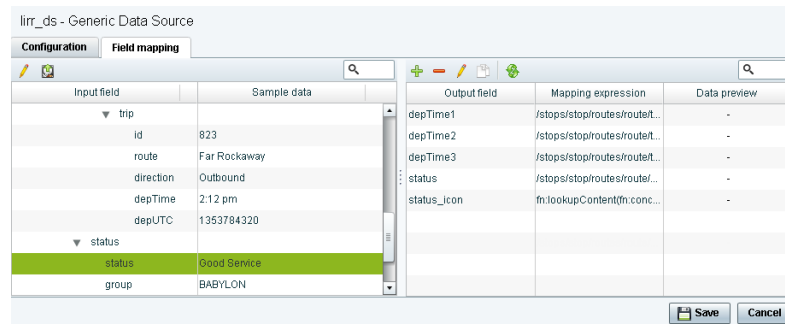 lirr_ds - Generic Data Source
Configuration Field mapping
Input field Sample data
trip
id 823
route Far Rockaway
direction Outbound
depTime 2:12 pm
depUTC 1353784320
status
status Good Service
group BABYLON
Output field Mapping expression Data preview
depTime1 /stops/stop/routes/route/t... -
depTime2 /stops/stop/routes/route/t... -
depTime3 /stops/stop/routes/route/t... -
status /stops/stop/routes/route/... -
status_icon fn:lookupContent(fn:conc... -
Save Cancel